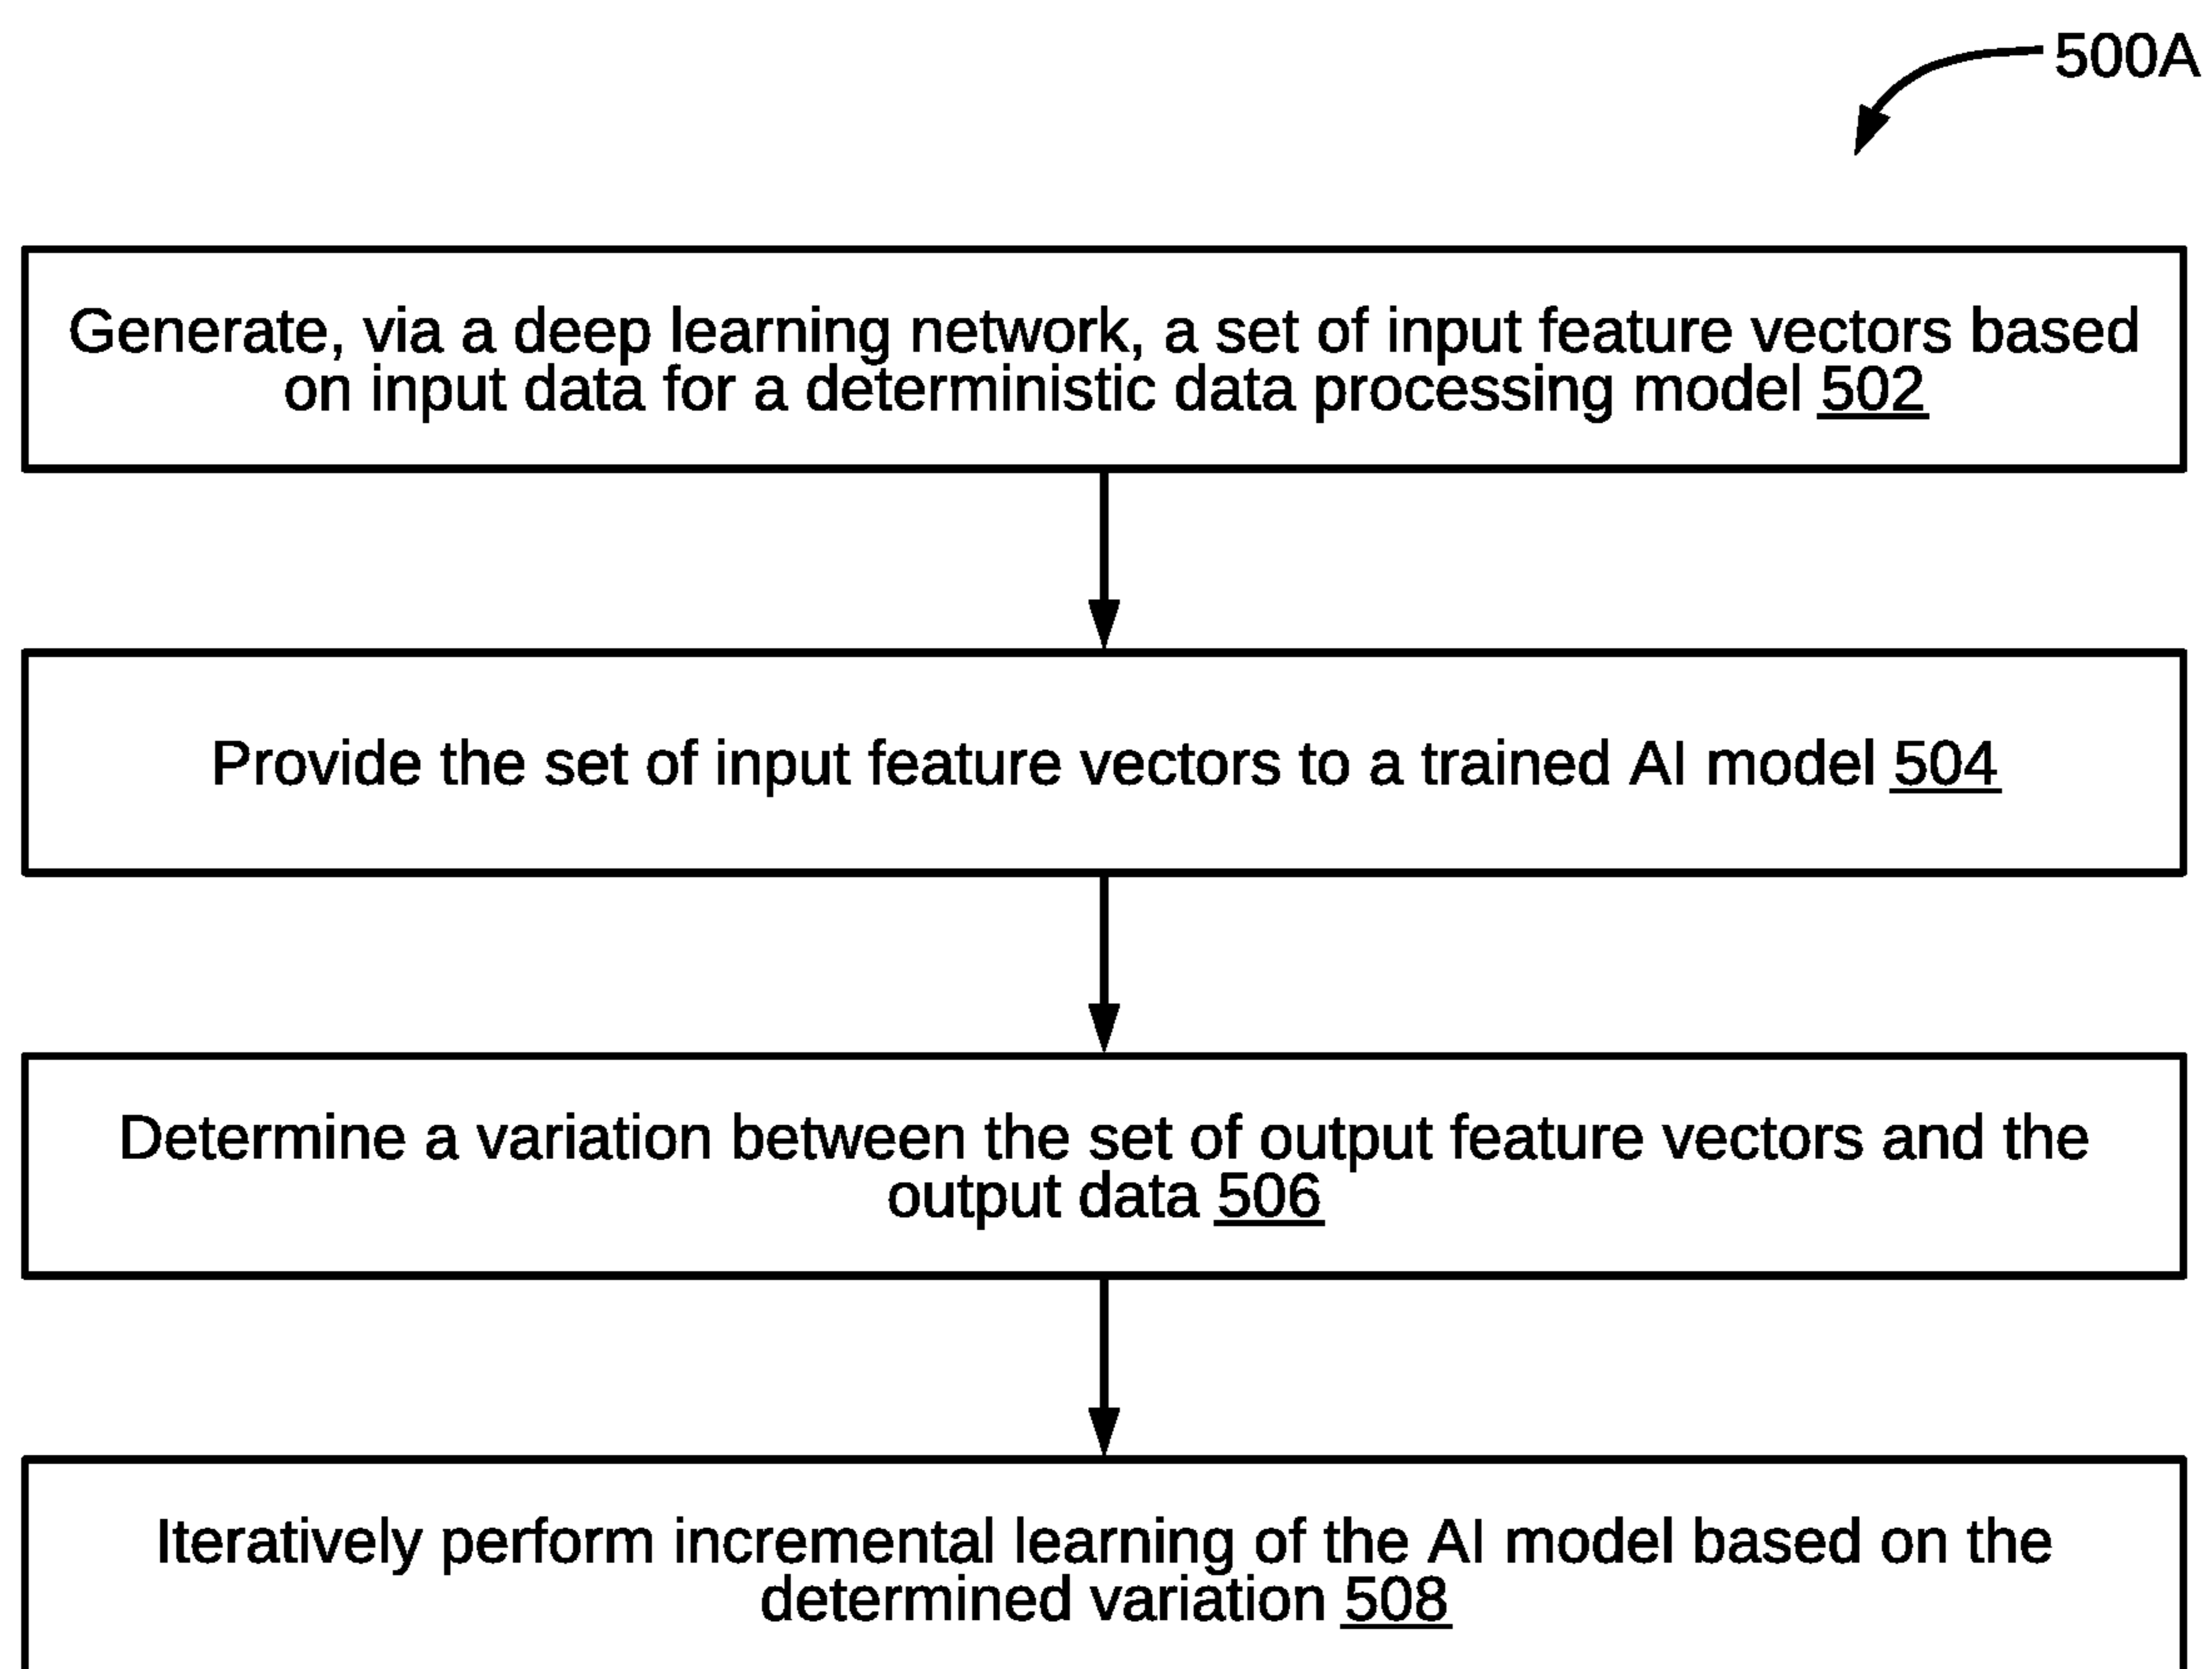 500A
Generate, via a deep learning network, a set of input feature vectors based
on input data for a deterministic data processing model 502
Provide the set of input feature vectors to a trained AI model 504
Determine a variation between the set of output feature vectors and the
output data 506
Iteratively perform incremental learning of the AI model based on the
determined variation 508